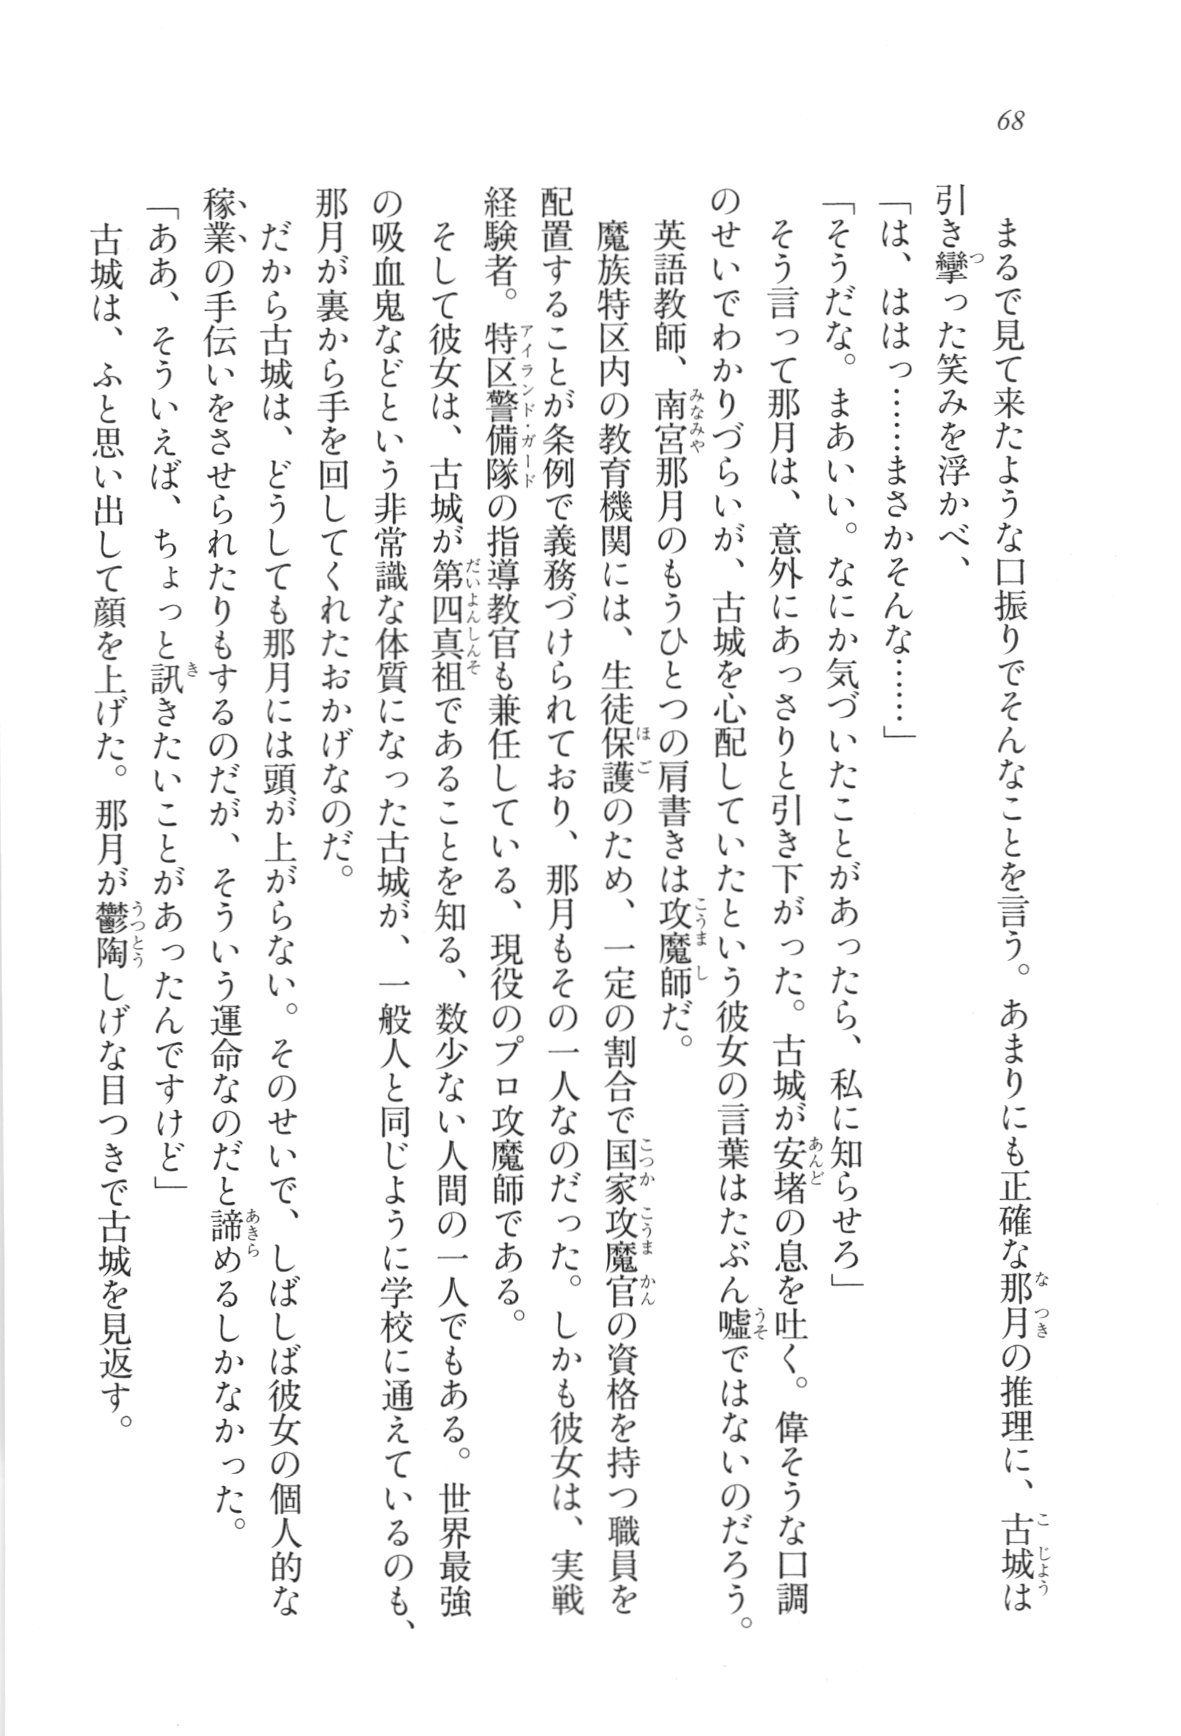 68
まるで見て来たような口振りでそんなことを言う。あまりにも正確な那月の推理に、古城は
引き攣った笑みを浮かべ、
「は、ははっ……まさかそんな……」
「そうだな。まあいい。なにか気づいたことがあったら、私に知らせろ」
そう言って那月は、意外にあっさりと引き下がった。古城が安堵の息を吐く。偉そうな口調
のせいでわかりづらいが、古城を心配していたという彼女の言葉はたぶん嘘ではないのだろう。
英語教師、南宮那月のもうひとつの肩書きは攻魔師だ。
魔族特区内の教育機関には、生徒保護のため、一定の割合で国家攻魔官の資格を持つ職員を
配置することが条例で義務づけられており、那月もその一人なのだった。しかも彼女は、実戦
経験者。特区警備隊の指導教官も兼任している、現役のプロ攻魔師である。
そして彼女は、古城が第四真祖であることを知る、数少ない人間の一人でもある。世界最強
の吸血鬼などという非常識な体質になった古城が、一般人と同じように学校に通えているのも、
那月が裏から手を回してくれたおかげなのだ。
だから古城は、どうしても那月には頭が上がらない。そのせいで、しばしば彼女の個人的な
稼業の手伝いをさせられたりもするのだが、そういう運命なのだと諦めるしかなかった。
「ああ、そういえば、ちょっと訊きたいことがあったんですけど」
古城は、ふと思い出して顔を上げた。那月が鬱陶しげな目つきで古城を見返す。